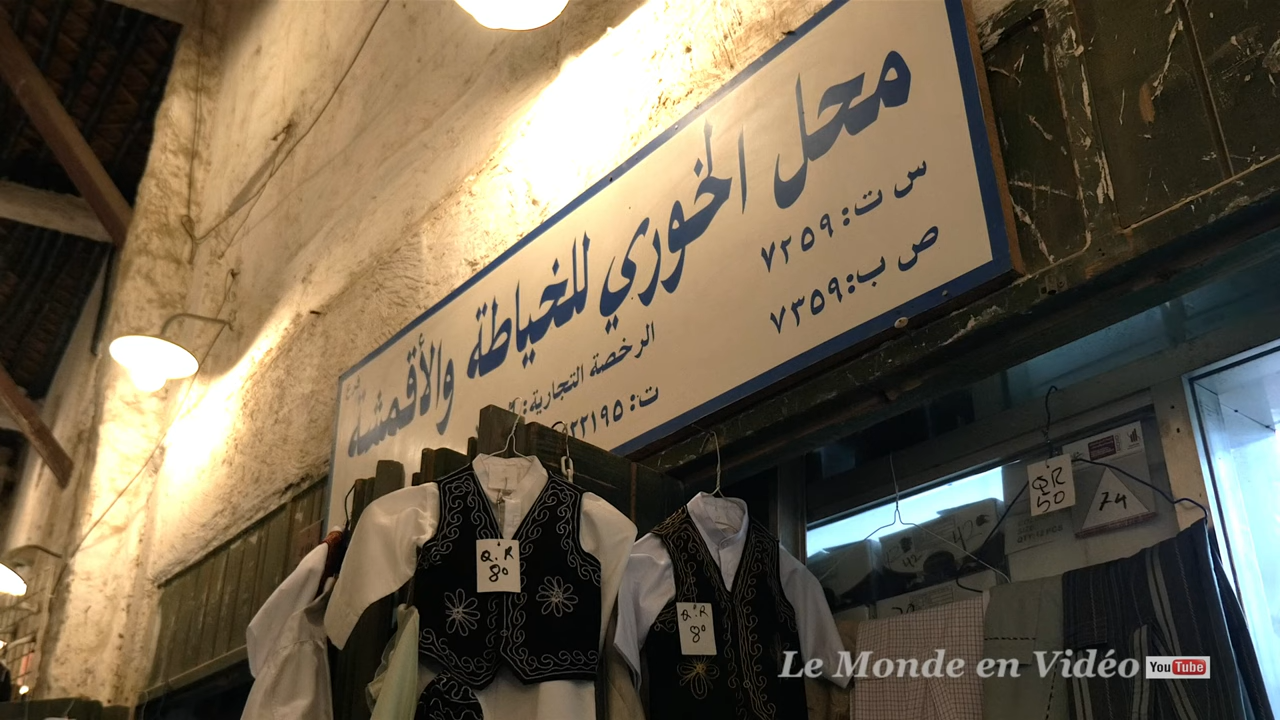 محل الخوري للخياطة والأقمشة
س ت: ٧٢٥٩
ص ب: ٧٣٥٩
الرخصة التجارية:
ت: ٢٢١٩٥
Q.R
80
Q.R
80
QR
50
74
42
Le Monde en Vidéo YouTube